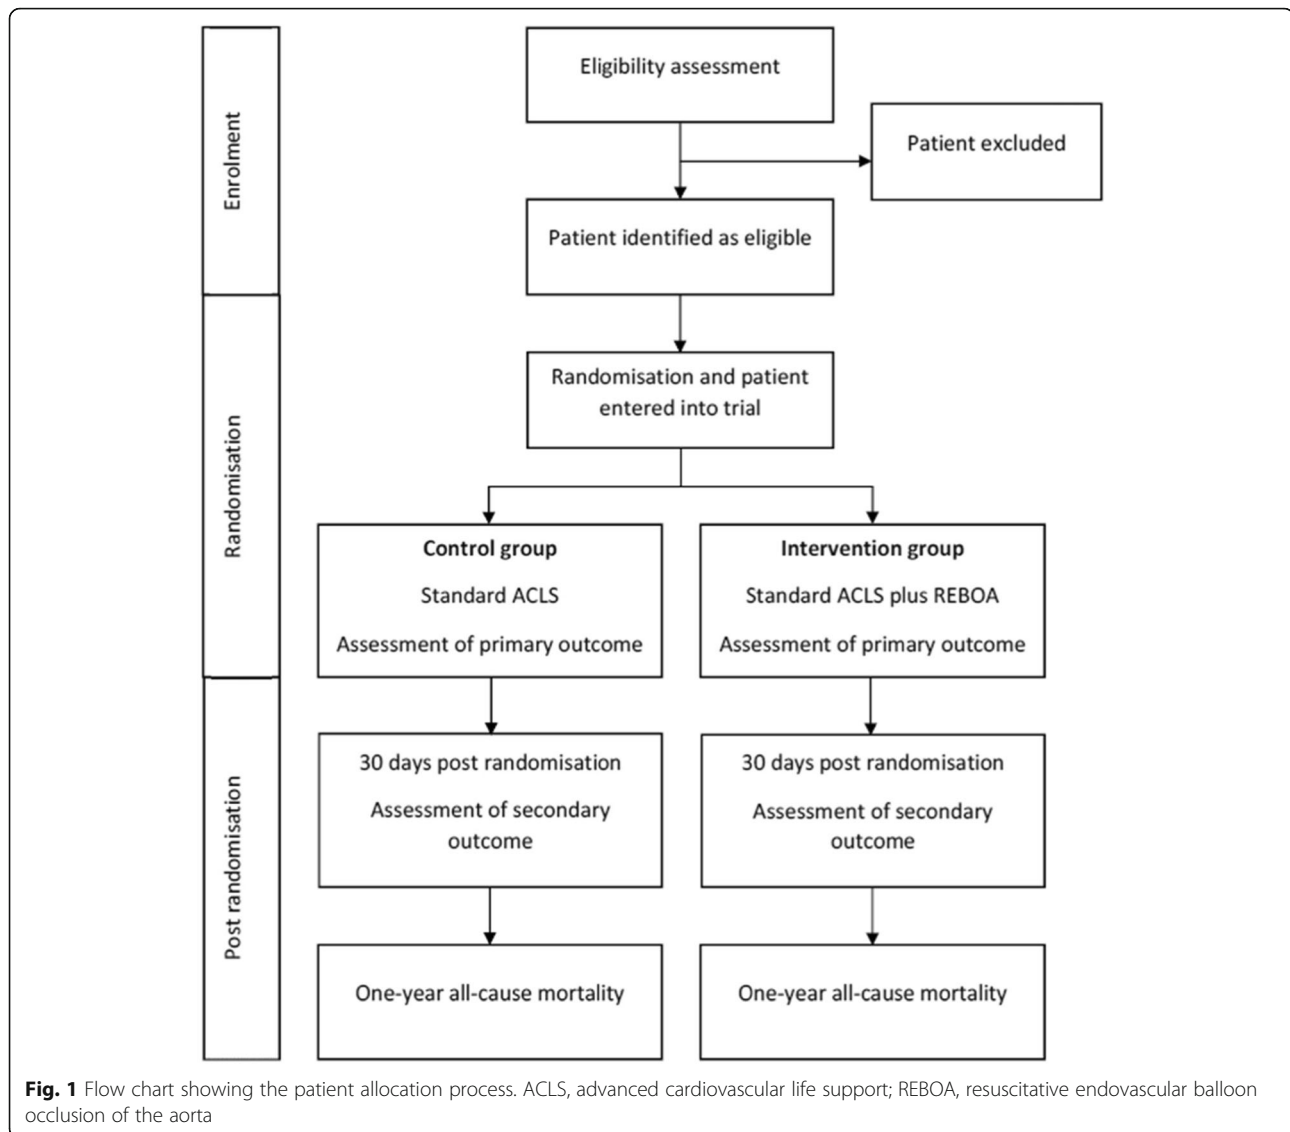 Enrolment
Eligibility assessment
Patient excluded
Patient identified as eligible
Randomisation
Randomisation and patient
entered into trial
Control group
Standard ACLS
Assessment of primary outcome
Intervention group
Standard ACLS plus REBOA
Assessment of primary outcome
Post randomisation
30 days post randomisation
Assessment of secondary
outcome
30 days post randomisation
Assessment of secondary
outcome
One-year all-cause mortality
One-year all-cause mortality
Fig. 1 Flow chart showing the patient allocation process. ACLS, advanced cardiovascular life support; REBOA, resuscitative endovascular balloon
occlusion of the aorta